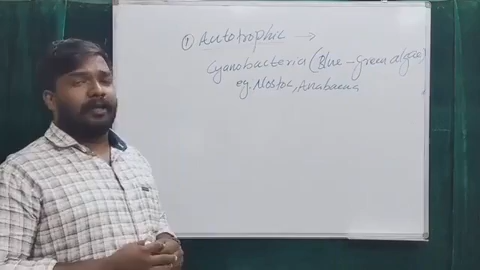 ① Autotrophic →
Cyanobacteria (Blue-Green algae)
eg. Nostoc, Anabaena